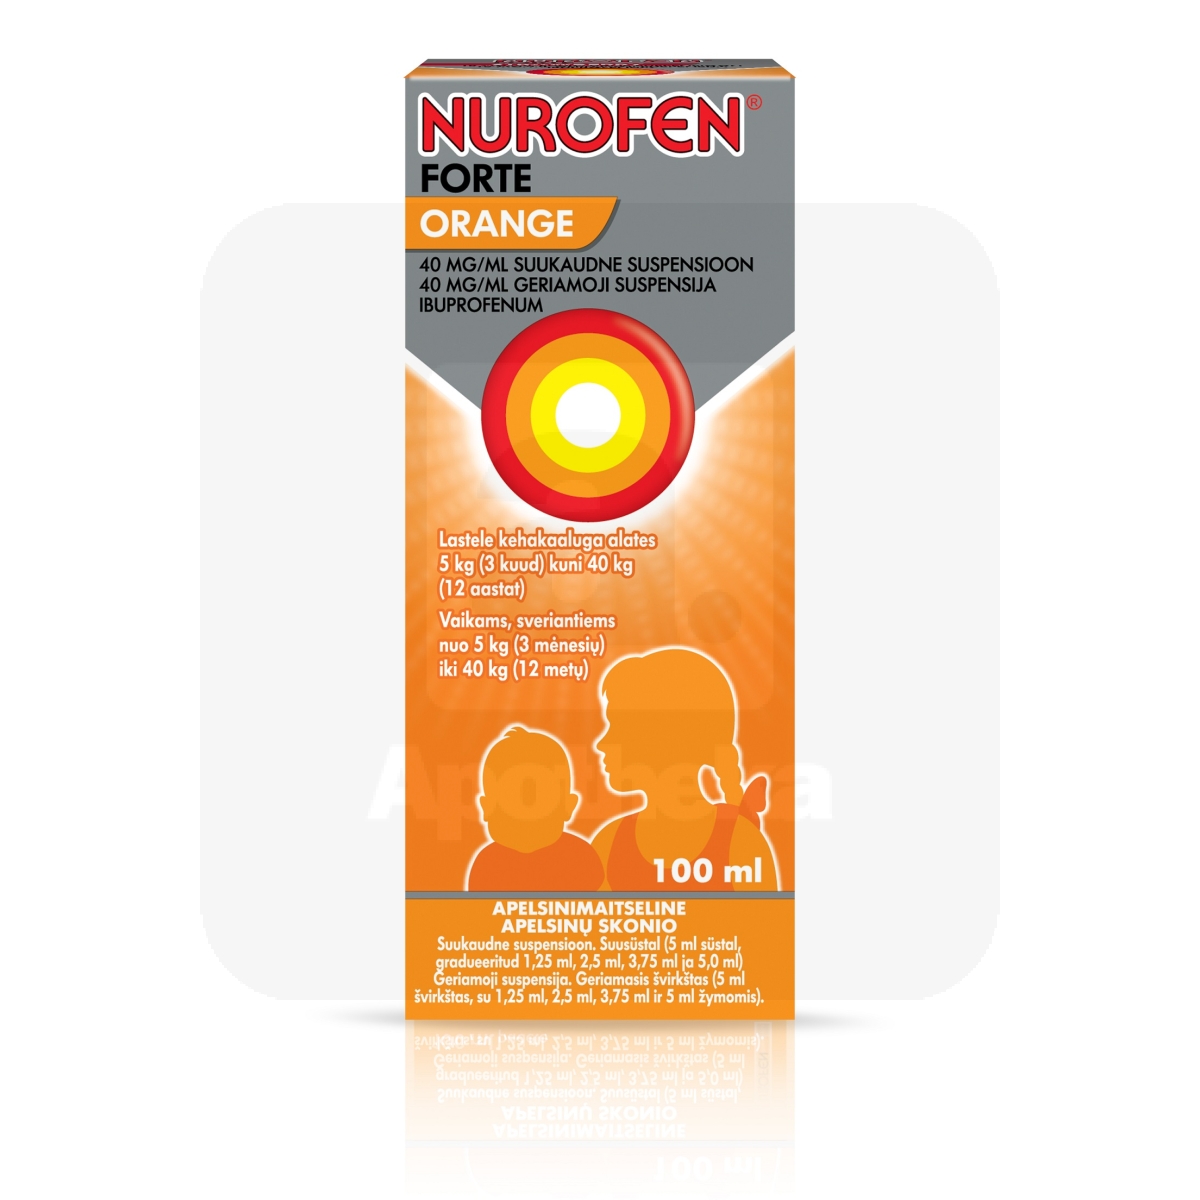 NUROFEN®
FORTE
ORANGE
40 MG/ML SUUKAUDNE SUSPENSIOON
40 MG/ML GERIAMOJI SUSPENSIJA
IBUPROFENUM
Lastele kehakaaluga alates
5 kg (3 kuud) kuni 40 kg
(12 aastat)
Vaikams, sveriantiems
nuo 5 kg (3 mėnesių)
iki 40 kg (12 metų)
Apotheka
100 ml
APELSINIMAITSELINE
APELSINŲ SKONIO
Suukaudne suspensioon. Suusüstal (5 ml süstal,
gradueeritud 1,25 ml, 2,5 ml, 3,75 ml ja 5,0 ml)
Geriamoji suspensija. Geriamasis švirkštas (5 ml
švirkštas, su 1,25 ml, 2,5 ml, 3,75 ml ir 5 ml žymomis).